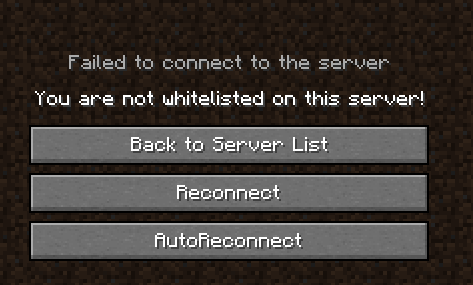 Failed to connect to the server
You are not whitelisted on this server!
Back to Server List
Reconnect
AutoReconnect